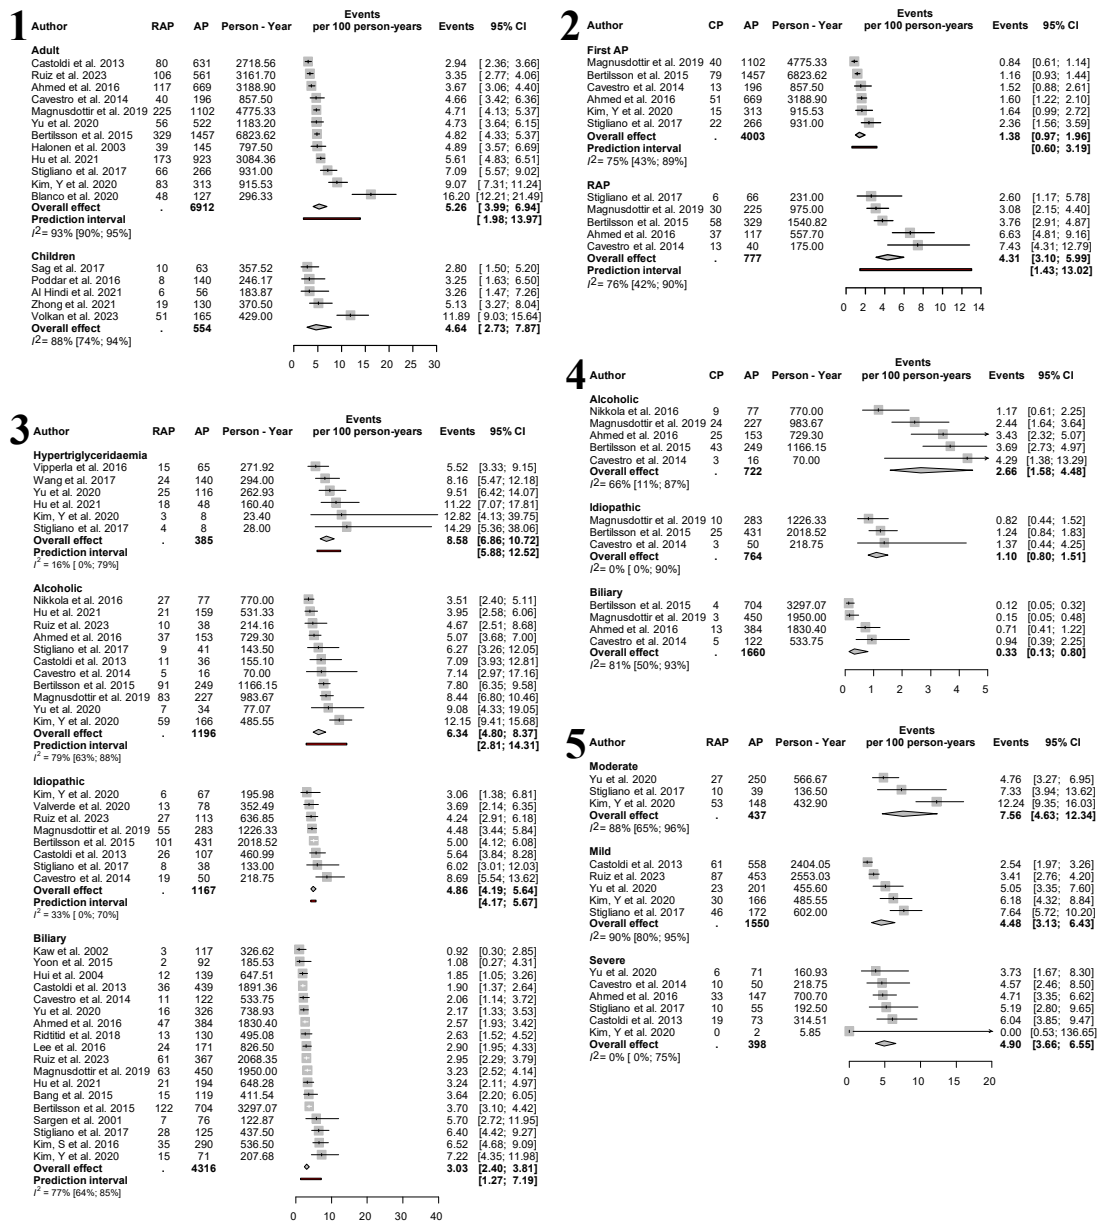 1
Author RAP AP Person - Year Events per 100 person-years Events 95% CI
Adult
Castoldi et al. 2013 80 631 2718.56 2.94 [ 2.36; 3.66]
Ruiz et al. 2023 106 561 3161.70 3.35 [ 2.77; 4.06]
Ahmed et al. 2016 117 669 3188.90 3.67 [ 3.06; 4.40]
Cavestro et al. 2014 40 196 857.50 4.66 [ 3.42; 6.36]
Magnusdottir et al. 2019 225 1102 4775.33 4.71 [ 4.13; 5.37]
Yu et al. 2020 56 522 1183.20 4.73 [ 3.64; 6.15]
Bertilsson et al. 2015 329 1457 6823.62 4.82 [ 4.33; 5.37]
Halonen et al. 2003 39 145 797.50 4.89 [ 3.57; 6.69]
Hu et al. 2021 173 923 3084.36 5.61 [ 4.83; 6.51]
Stigliano et al. 2017 66 266 931.00 7.09 [ 5.57; 9.02]
Kim, Y et al. 2020 83 313 915.53 9.07 [ 7.31; 11.24]
Blanco et al. 2020 48 127 296.33 16.20 [12.21; 21.49]
Overall effect . 6912 5.26 [ 3.99; 6.94]
Prediction interval [ 1.98; 13.97]
I2= 93% [90%; 95%]
Children
Sag et al. 2017 10 63 357.52 2.80 [ 1.50; 5.20]
Poddar et al. 2016 8 140 246.17 3.25 [ 1.63; 6.50]
Al Hindi et al. 2021 6 56 183.87 3.26 [ 1.47; 7.26]
Zhong et al. 2021 19 130 370.50 5.13 [ 3.27; 8.04]
Volkan et al. 2023 51 165 429.00 11.89 [ 9.03; 15.64]
Overall effect . 554 4.64 [ 2.73; 7.87]
I2= 88% [74%; 94%]
0 5 10 15 20 25 30
2
Author CP AP Person - Year Events per 100 person-years Events 95% CI
First AP
Magnusdottir et al. 2019 40 1102 4775.33 0.84 [0.61; 1.14]
Bertilsson et al. 2015 79 1457 6823.62 1.16 [0.93; 1.44]
Cavestro et al. 2014 13 196 857.50 1.52 [0.88; 2.61]
Ahmed et al. 2016 51 669 3188.90 1.60 [1.22; 2.10]
Kim, Y et al. 2020 15 313 915.53 1.64 [0.99; 2.72]
Stigliano et al. 2017 22 266 931.00 2.36 [1.56; 3.59]
Overall effect . 4003 1.38 [0.97; 1.96]
Prediction interval [0.60; 3.19]
I2= 75% [43%; 89%]
RAP
Stigliano et al. 2017 6 66 231.00 2.60 [1.17; 5.78]
Magnusdottir et al. 2019 30 225 975.00 3.08 [2.15; 4.40]
Bertilsson et al. 2015 58 329 1540.82 3.76 [2.91; 4.87]
Ahmed et al. 2016 37 117 557.70 6.63 [4.81; 9.16]
Cavestro et al. 2014 13 40 175.00 7.43 [4.31; 12.79]
Overall effect . 777 4.31 [3.10; 5.99]
Prediction interval [1.43; 13.02]
I2= 76% [42%; 90%]
0 2 4 6 8 10 12 14
3
Author RAP AP Person - Year Events per 100 person-years Events 95% CI
Hypertriglyceridaemia
Vipperla et al. 2016 15 65 271.92 5.52 [3.33; 9.15]
Wang et al. 2017 24 140 294.00 8.16 [5.47; 12.18]
Yu et al. 2020 25 116 262.93 9.51 [6.42; 14.07]
Hu et al. 2021 18 48 160.40 11.22 [7.07; 17.81]
Kim, Y et al. 2020 3 8 23.40 12.82 [4.13; 39.75]
Stigliano et al. 2017 4 8 28.00 14.29 [5.36; 38.06]
Overall effect . 385 8.58 [6.86; 10.72]
Prediction interval [5.88; 12.52]
I2 = 16% [ 0%; 79%]
Alcoholic
Nikkola et al. 2016 27 77 770.00 3.51 [2.40; 5.11]
Hu et al. 2021 21 159 531.33 3.95 [2.58; 6.06]
Ruiz et al. 2023 10 38 214.16 4.67 [2.51; 8.68]
Ahmed et al. 2016 37 153 729.30 5.07 [3.68; 7.00]
Stigliano et al. 2017 9 41 143.50 6.27 [3.26; 12.05]
Castoldi et al. 2013 11 36 155.10 7.09 [3.93; 12.81]
Cavestro et al. 2014 5 16 70.00 7.14 [2.97; 17.16]
Bertilsson et al. 2015 91 249 1166.15 7.80 [6.35; 9.58]
Magnusdottir et al. 2019 83 227 983.67 8.44 [6.80; 10.46]
Yu et al. 2020 7 34 77.07 9.08 [4.33; 19.05]
Kim, Y et al. 2020 59 166 485.55 12.15 [9.41; 15.68]
Overall effect . 1196 6.34 [4.80; 8.37]
Prediction interval [2.81; 14.31]
I2 = 79% [63%; 88%]
Idiopathic
Kim, Y et al. 2020 6 67 195.98 3.06 [1.38; 6.81]
Valverde et al. 2020 13 78 352.49 3.69 [2.14; 6.35]
Ruiz et al. 2023 27 113 636.85 4.24 [2.91; 6.18]
Magnusdottir et al. 2019 55 283 1226.33 4.48 [3.44; 5.84]
Bertilsson et al. 2015 101 431 2018.52 5.00 [4.12; 6.08]
Castoldi et al. 2013 26 107 460.99 5.64 [3.84; 8.28]
Stigliano et al. 2017 8 38 133.00 6.02 [3.01; 12.03]
Cavestro et al. 2014 19 50 218.75 8.69 [5.54; 13.62]
Overall effect . 1167 4.86 [4.19; 5.64]
Prediction interval [4.17; 5.67]
I2 = 33% [ 0%; 70%]
Biliary
Kaw et al. 2002 3 117 326.62 0.92 [0.30; 2.85]
Yoon et al. 2015 2 92 185.53 1.08 [0.27; 4.31]
Hui et al. 2004 12 139 647.51 1.85 [1.05; 3.26]
Castoldi et al. 2013 36 439 1891.36 1.90 [1.37; 2.64]
Cavestro et al. 2014 11 122 533.75 2.06 [1.14; 3.72]
Yu et al. 2020 16 326 738.93 2.17 [1.33; 3.53]
Ahmed et al. 2016 47 384 1830.40 2.57 [1.93; 3.42]
Ridtitid et al. 2018 13 130 495.08 2.63 [1.52; 4.52]
Lee et al. 2016 24 171 826.50 2.90 [1.95; 4.33]
Ruiz et al. 2023 61 367 2068.35 2.95 [2.29; 3.79]
Magnusdottir et al. 2019 63 450 1950.00 3.23 [2.52; 4.14]
Hu et al. 2021 21 194 648.28 3.24 [2.11; 4.97]
Bang et al. 2015 15 119 411.54 3.64 [2.20; 6.05]
Bertilsson et al. 2015 122 704 3297.07 3.70 [3.10; 4.42]
Sargen et al. 2001 7 76 122.87 5.70 [2.72; 11.95]
Stigliano et al. 2017 28 125 437.50 6.40 [4.42; 9.27]
Kim, S et al. 2016 35 290 536.50 6.52 [4.68; 9.09]
Kim, Y et al. 2020 15 71 207.68 7.22 [4.35; 11.98]
Overall effect . 4316 3.03 [2.40; 3.81]
Prediction interval [1.27; 7.19]
I2 = 77% [64%; 85%]
0 10 20 30 40
4
Author CP AP Person - Year Events per 100 person-years Events 95% CI
Alcoholic
Nikkola et al. 2016 9 77 770.00 1.17 [0.61; 2.25]
Magnusdottir et al. 2019 24 227 983.67 2.44 [1.64; 3.64]
Ahmed et al. 2016 25 153 729.30 3.43 [2.32; 5.07]
Bertilsson et al. 2015 43 249 1166.15 3.69 [2.73; 4.97]
Cavestro et al. 2014 3 16 70.00 4.29 [1.38; 13.29]
Overall effect . 722 2.66 [1.58; 4.48]
I2= 66% [11%; 87%]
Idiopathic
Magnusdottir et al. 2019 10 283 1226.33 0.82 [0.44; 1.52]
Bertilsson et al. 2015 25 431 2018.52 1.24 [0.84; 1.83]
Cavestro et al. 2014 3 50 218.75 1.37 [0.44; 4.25]
Overall effect . 764 1.10 [0.80; 1.51]
I2= 0% [ 0%; 90%]
Biliary
Bertilsson et al. 2015 4 704 3297.07 0.12 [0.05; 0.32]
Magnusdottir et al. 2019 3 450 1950.00 0.15 [0.05; 0.48]
Ahmed et al. 2016 13 384 1830.40 0.71 [0.41; 1.22]
Cavestro et al. 2014 5 122 533.75 0.94 [0.39; 2.25]
Overall effect . 1660 0.33 [0.13; 0.80]
I2= 81% [50%; 93%]
0 1 2 3 4 5
5
Author RAP AP Person - Year Events per 100 person-years Events 95% CI
Moderate
Yu et al. 2020 27 250 566.67 4.76 [3.27; 6.95]
Stigliano et al. 2017 10 39 136.50 7.33 [3.94; 13.62]
Kim, Y et al. 2020 53 148 432.90 12.24 [9.35; 16.03]
Overall effect . 437 7.56 [4.63; 12.34]
I2= 88% [65%; 96%]
Mild
Castoldi et al. 2013 61 558 2404.05 2.54 [1.97; 3.26]
Ruiz et al. 2023 87 453 2553.03 3.41 [2.76; 4.20]
Yu et al. 2020 23 201 455.60 5.05 [3.35; 7.60]
Kim, Y et al. 2020 30 166 485.55 6.18 [4.32; 8.84]
Stigliano et al. 2017 46 172 602.00 7.64 [5.72; 10.20]
Overall effect . 1550 4.48 [3.13; 6.43]
I2= 90% [80%; 95%]
Severe
Yu et al. 2020 6 71 160.93 3.73 [1.67; 8.30]
Cavestro et al. 2014 10 50 218.75 4.57 [2.46; 8.50]
Ahmed et al. 2016 33 147 700.70 4.71 [3.35; 6.62]
Stigliano et al. 2017 10 55 192.50 5.19 [2.80; 9.65]
Castoldi et al. 2013 19 73 314.51 6.04 [3.85; 9.47]
Kim, Y et al. 2020 0 2 5.85 0.00 [0.53; 136.65]
Overall effect . 398 4.90 [3.66; 6.55]
I2= 0% [ 0%; 75%]
0 5 10 15 20